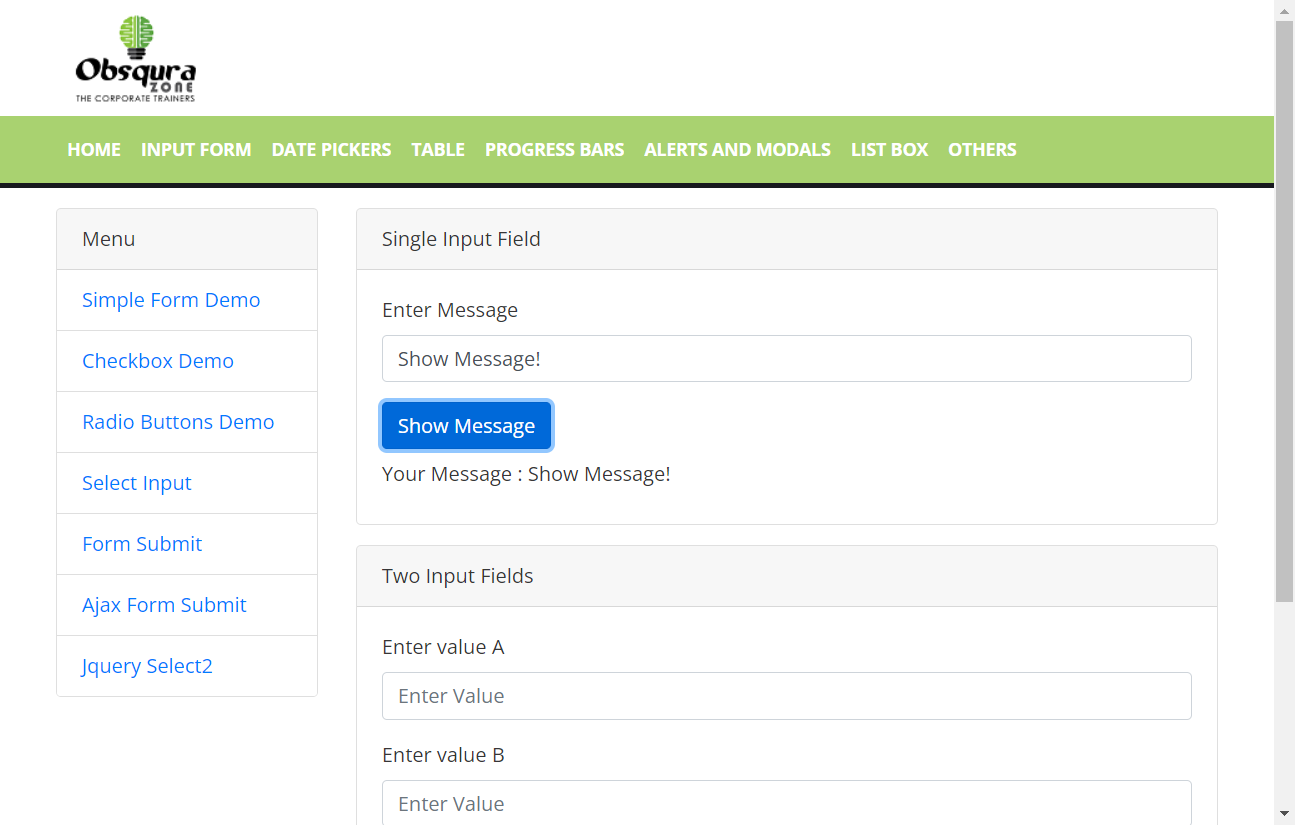 Obsqura
ZONE
THE CORPORATE TRAINERS
HOME INPUT FORM DATE PICKERS TABLE PROGRESS BARS ALERTS AND MODALS LIST BOX OTHERS
Menu
Simple Form Demo
Checkbox Demo
Radio Buttons Demo
Select Input
Form Submit
Ajax Form Submit
Jquery Select2
Single Input Field
Enter Message
Show Message!
Show Message
Your Message : Show Message!
Two Input Fields
Enter value A
Enter Value
Enter value B
Enter Value